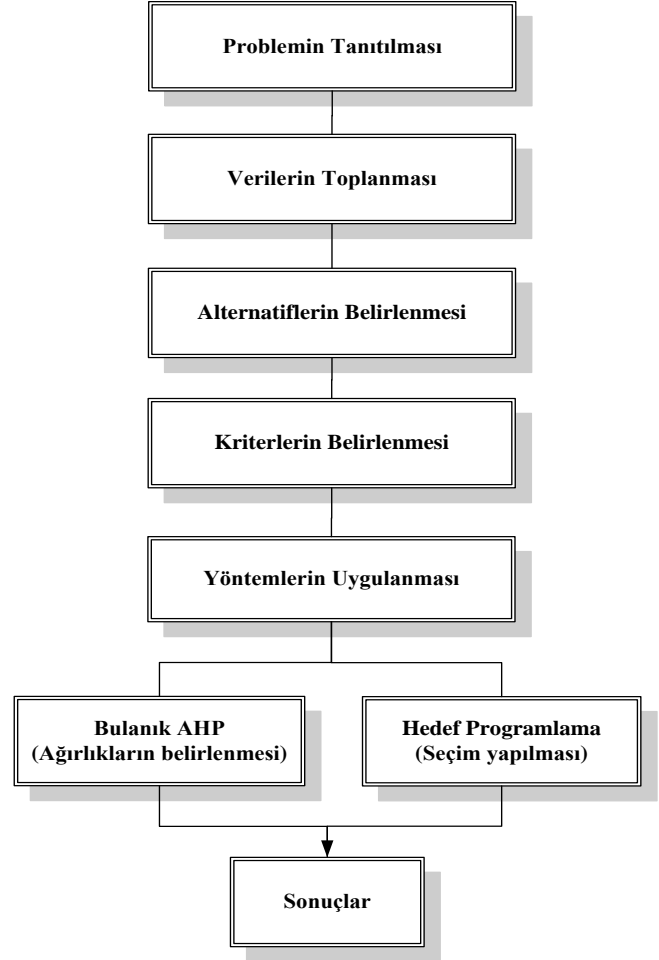 Problemin Tanıtılması
Verilerin Toplanması
Alternatiflerin Belirlenmesi
Kriterlerin Belirlenmesi
Yöntemlerin Uygulanması
Bulanık AHP
(Ağırlıkların belirlenmesi)
Hedef Programlama
(Seçim yapılması)
Sonuçlar